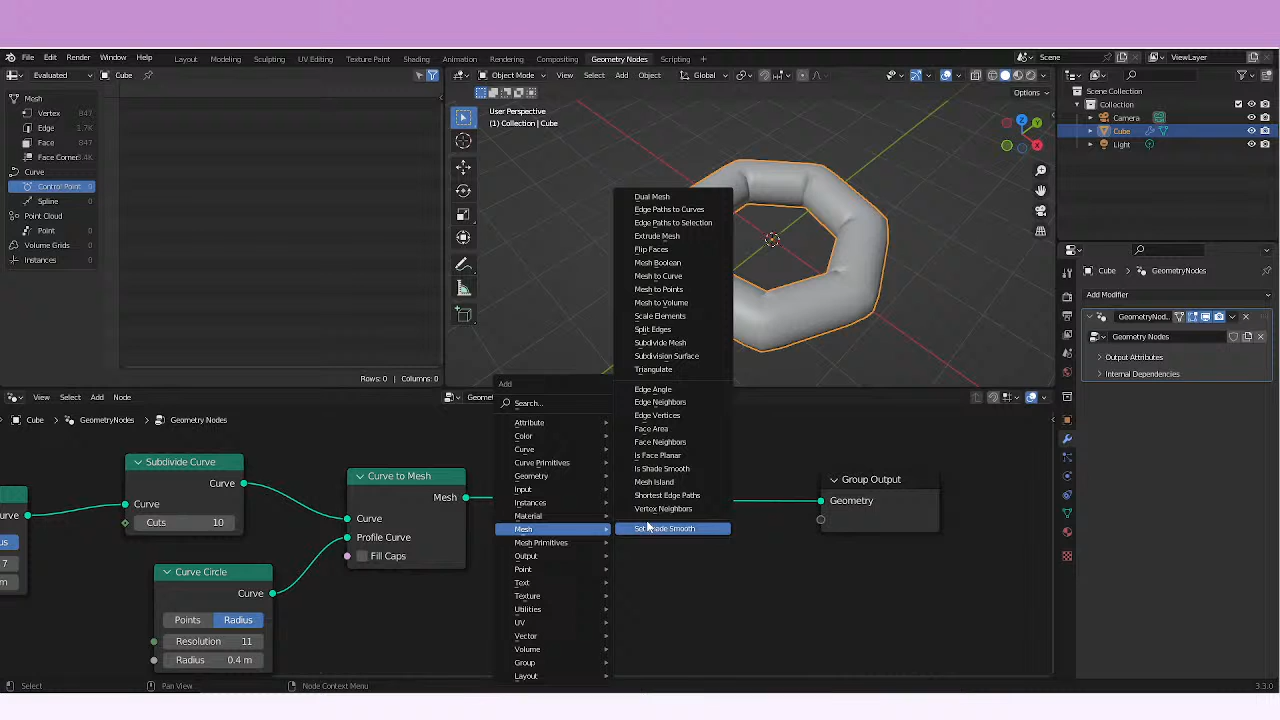 File Edit Render Window Help Layout Modeling Sculpting UV Editing Texture Paint Shading Animation Rendering Compositing Geometry Nodes Scripting Scene ViewLayer
Evaluated Cube
Object Mode View Select Add Object Global
Options
Scene Collection
Collection
Camera
Cube
Light
Mesh
Vertex 847
Edge 1.7K
Face 847
Face Corner 3.4K
Curve
Control Point 0
Spline 0
Point Cloud
Volume Grids
Instances 0
Rows: 0 | Columns: 0
User Perspective
(1) Collection | Cube
Cube GeometryNodes
Add Modifier
GeometryNod...
Geometry Nodes
Output Attributes
Internal Dependencies
Dual Mesh
Edge Paths to Curves
Edge Paths to Selection
Extrude Mesh
Flip Faces
Mesh Boolean
Mesh to Curve
Mesh to Points
Mesh to Volume
Scale Elements
Split Edges
Subdivide Mesh
Subdivision Surface
Triangulate
Edge Angle
Edge Neighbors
Edge Vertices
Face Area
Face Neighbors
Is Face Planar
Is Shade Smooth
Mesh Island
Shortest Edge Paths
Vertex Neighbors
Set Shade Smooth
Add
Search...
Attribute
Color
Curve
Curve Primitives
Geometry
Input
Instances
Material
Mesh
Mesh Primitives
Output
Point
Text
Texture
Utilities
UV
Vector
Volume
Group
Layout
View Select Add Node
Cube GeometryNodes Geometry Nodes
Subdivide Curve
Curve
Curve
Cuts 10
Curve to Mesh
Mesh
Curve
Profile Curve
Fill Caps
Curve Circle
Curve
Points Radius
Resolution 11
Radius 0.4 m
Group Output
Geometry
Select Pan View Node Context Menu 3.3.0